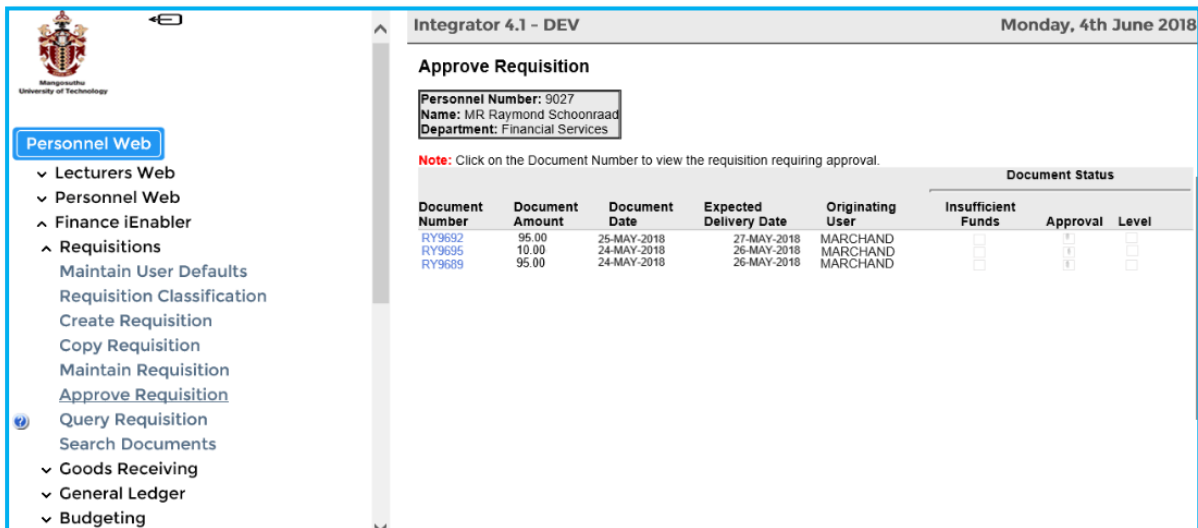 Mangosuthu
University of Technology
Personnel Web
Lecturers Web
Personnel Web
Finance iEnabler
Requisitions
Maintain User Defaults
Requisition Classification
Create Requisition
Copy Requisition
Maintain Requisition
Approve Requisition
Query Requisition
Search Documents
Goods Receiving
General Ledger
Budgeting
Integrator 4.1 - DEV Monday, 4th June 2018
Approve Requisition
Personnel Number: 9027
Name: MR Raymond Schoonraad
Department: Financial Services
Note: Click on the Document Number to view the requisition requiring approval.
Document Status
Document Document Document Expected Originating Insufficient
Number Amount Date Delivery Date User Funds Approval Level
RY9692 95.00 25-MAY-2018 27-MAY-2018 MARCHAND
RY9695 10.00 24-MAY-2018 26-MAY-2018 MARCHAND
RY9689 95.00 24-MAY-2018 26-MAY-2018 MARCHAND